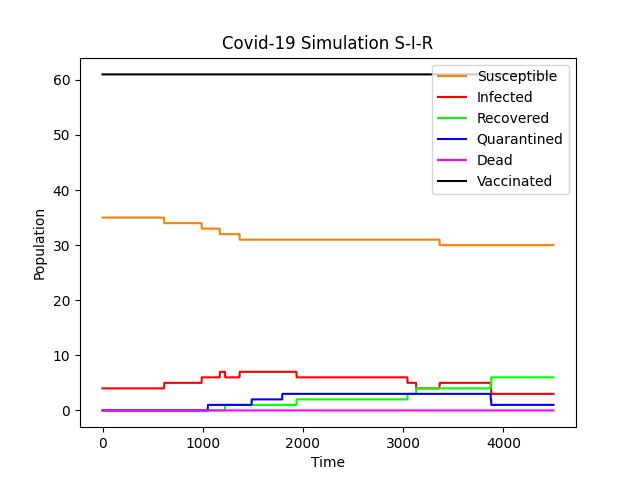 Covid-19 Simulation S-I-R
Susceptible
Infected
Recovered
Quarantined
Dead
Vaccinated
60
50
40
30
20
10
0
Population
0 1000 2000 3000 4000
Time